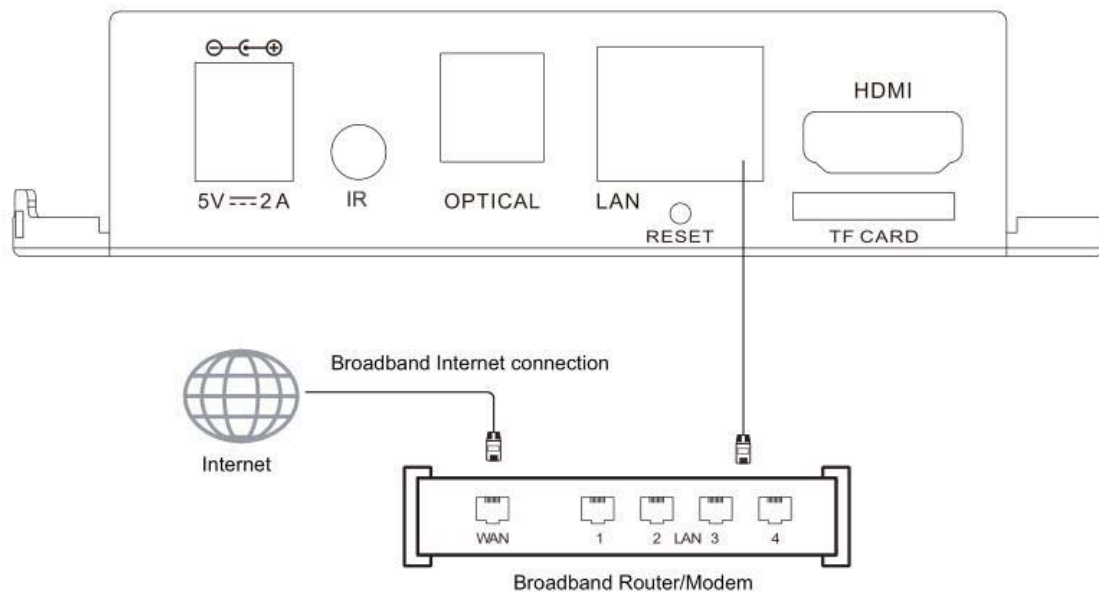 HDMI
5V⎓2A
IR
OPTICAL
LAN
RESET
TF CARD
Broadband Internet connection
Internet
WAN
1
2
LAN
3
4
Broadband Router/Modem